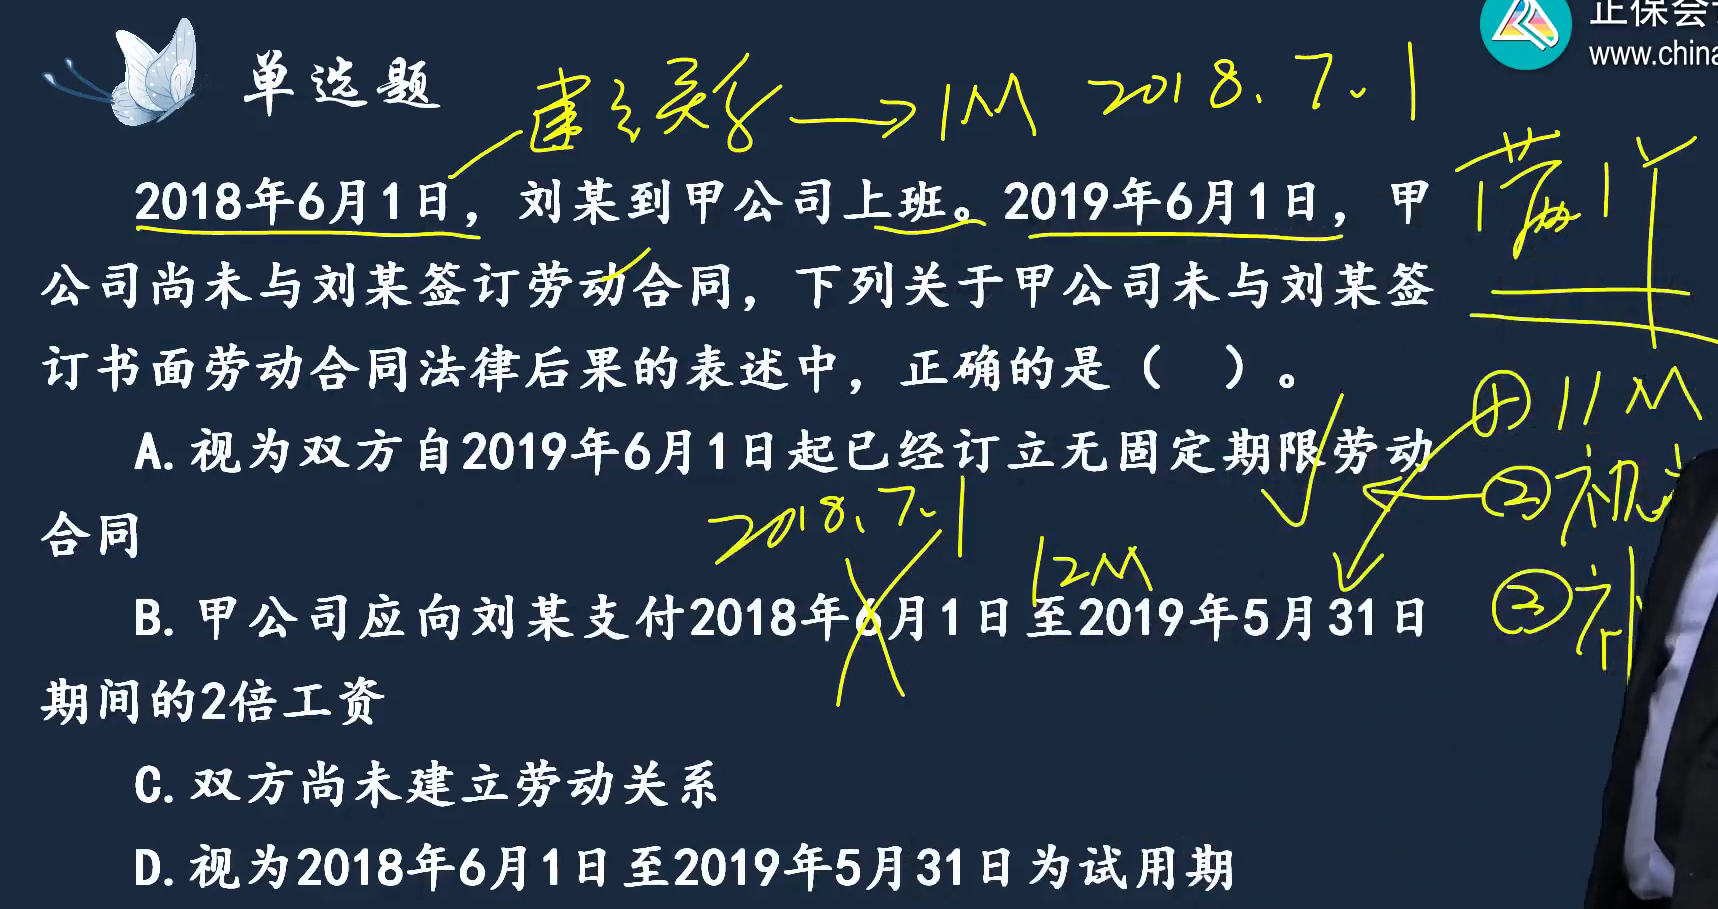 正保会
www.china
单选题
建立关系 → 1M 2018.7.1
满1年
2018年6月1日，刘某到甲公司上班。2019年6月1日，甲
公司尚未与刘某签订劳动合同，下列关于甲公司未与刘某签
订书面劳动合同法律后果的表述中，正确的是（ ）。
① 11M
A.视为双方自2019年6月1日起已经订立无固定期限劳动
② 视
合同
2018.7.1
12M
③ 补
B.甲公司应向刘某支付2018年6月1日至2019年5月31日
期间的2倍工资
C.双方尚未建立劳动关系
D.视为2018年6月1日至2019年5月31日为试用期